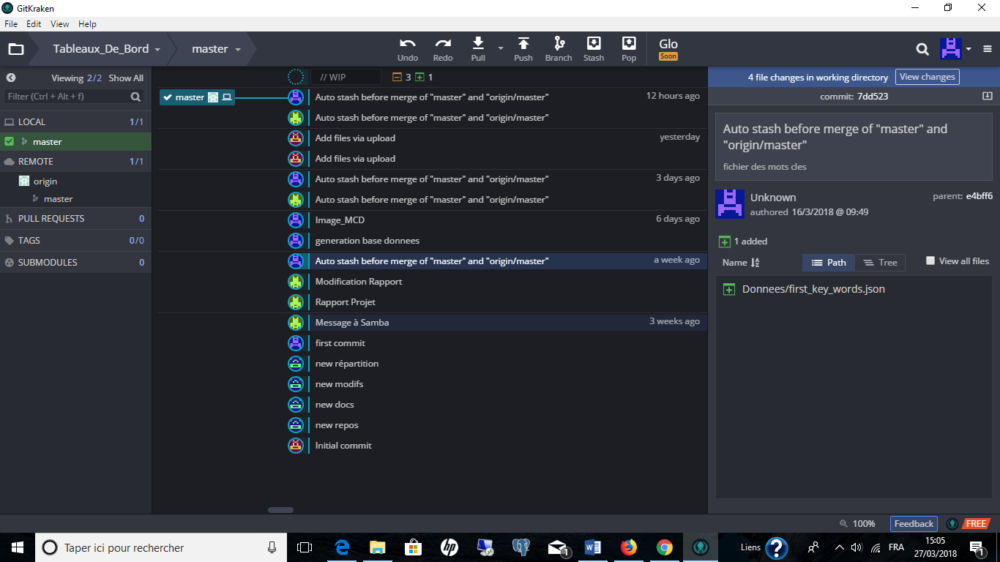 GitKraken
File Edit View Help
Tableaux_De_Bord master
Undo Redo Pull Push Branch Stash Pop
Glo
Soon
Viewing 2/2 Show All
Filter (Ctrl + Alt + f)
LOCAL 1/1
master
REMOTE 1/1
origin
master
PULL REQUESTS 0
TAGS 0/0
SUBMODULES 0
// WIP 3 1
master
Auto stash before merge of "master" and "origin/master" 12 hours ago
Auto stash before merge of "master" and "origin/master"
Add files via upload yesterday
Add files via upload
Auto stash before merge of "master" and "origin/master" 3 days ago
Auto stash before merge of "master" and "origin/master"
Image_MCD 6 days ago
generation base donnees
Auto stash before merge of "master" and "origin/master" a week ago
Modification Rapport
Rapport Projet
Message à Samba 3 weeks ago
first commit
new répartition
new modifs
new docs
new repos
Initial commit
4 file changes in working directory View changes
commit: 7dd523
Auto stash before merge of "master" and
"origin/master"
fichier des mots cles
Unknown parent: e4bff6
authored 16/3/2018 @ 09:49
1 added
Name Path Tree View all files
Donnees/first_key_words.json
100% Feedback FREE
Taper ici pour rechercher
hp
1
Liens
FRA
15:05
27/03/2018
1